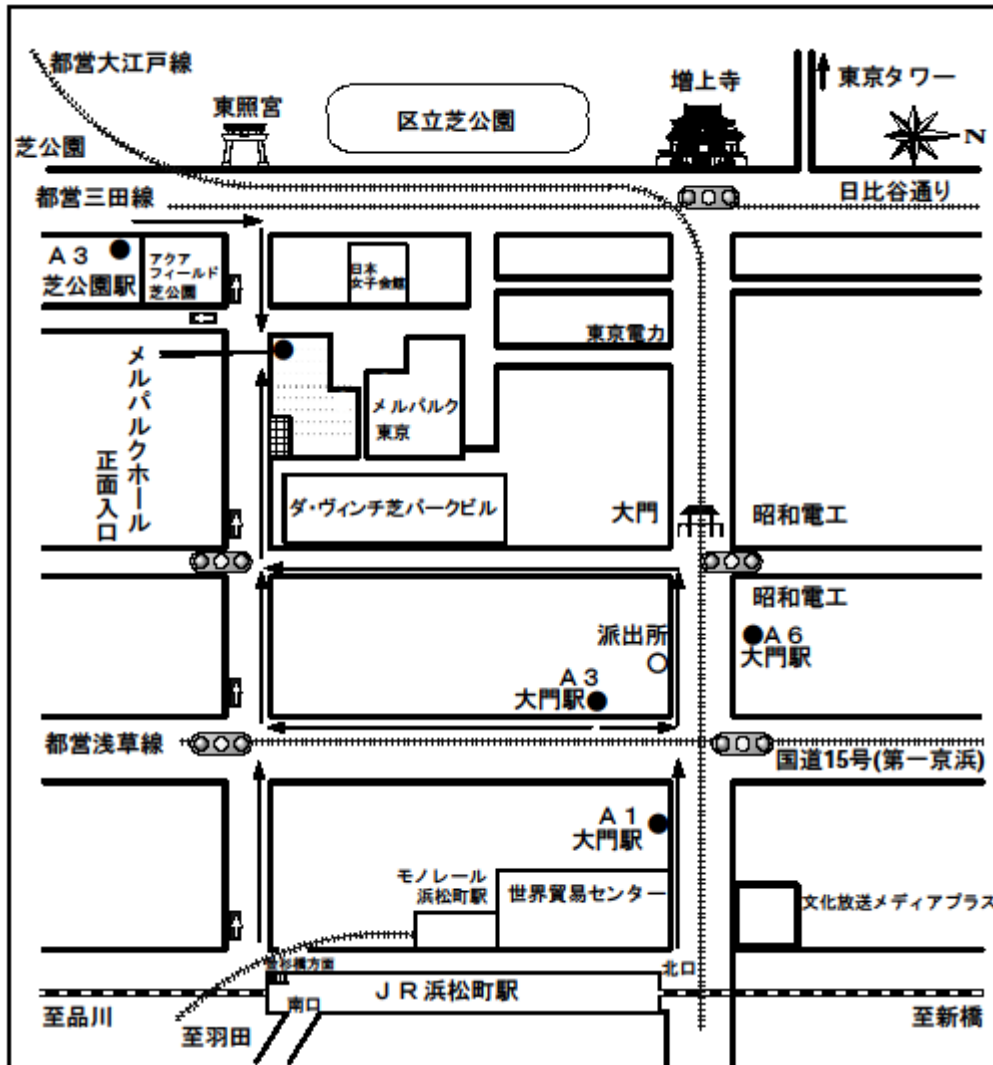 都営大江戸線
東照宮
区立芝公園
増上寺
東京タワー
N
芝公園
都営三田線
日比谷通り
A3
芝公園駅
アクア
フィールド
芝公園
日本
女子会館
東京電力
メルパルクホール
正面入口
メルパルク
東京
ダ・ヴィンチ芝パークビル
大門
昭和電工
昭和電工
派出所
A6
大門駅
A3
大門駅
都営浅草線
国道15号(第一京浜)
A1
大門駅
モノレール
浜松町駅
世界貿易センター
文化放送メディアプラス
金杉橋方面
北口
JR浜松町駅
南口
至品川
至羽田
至新橋